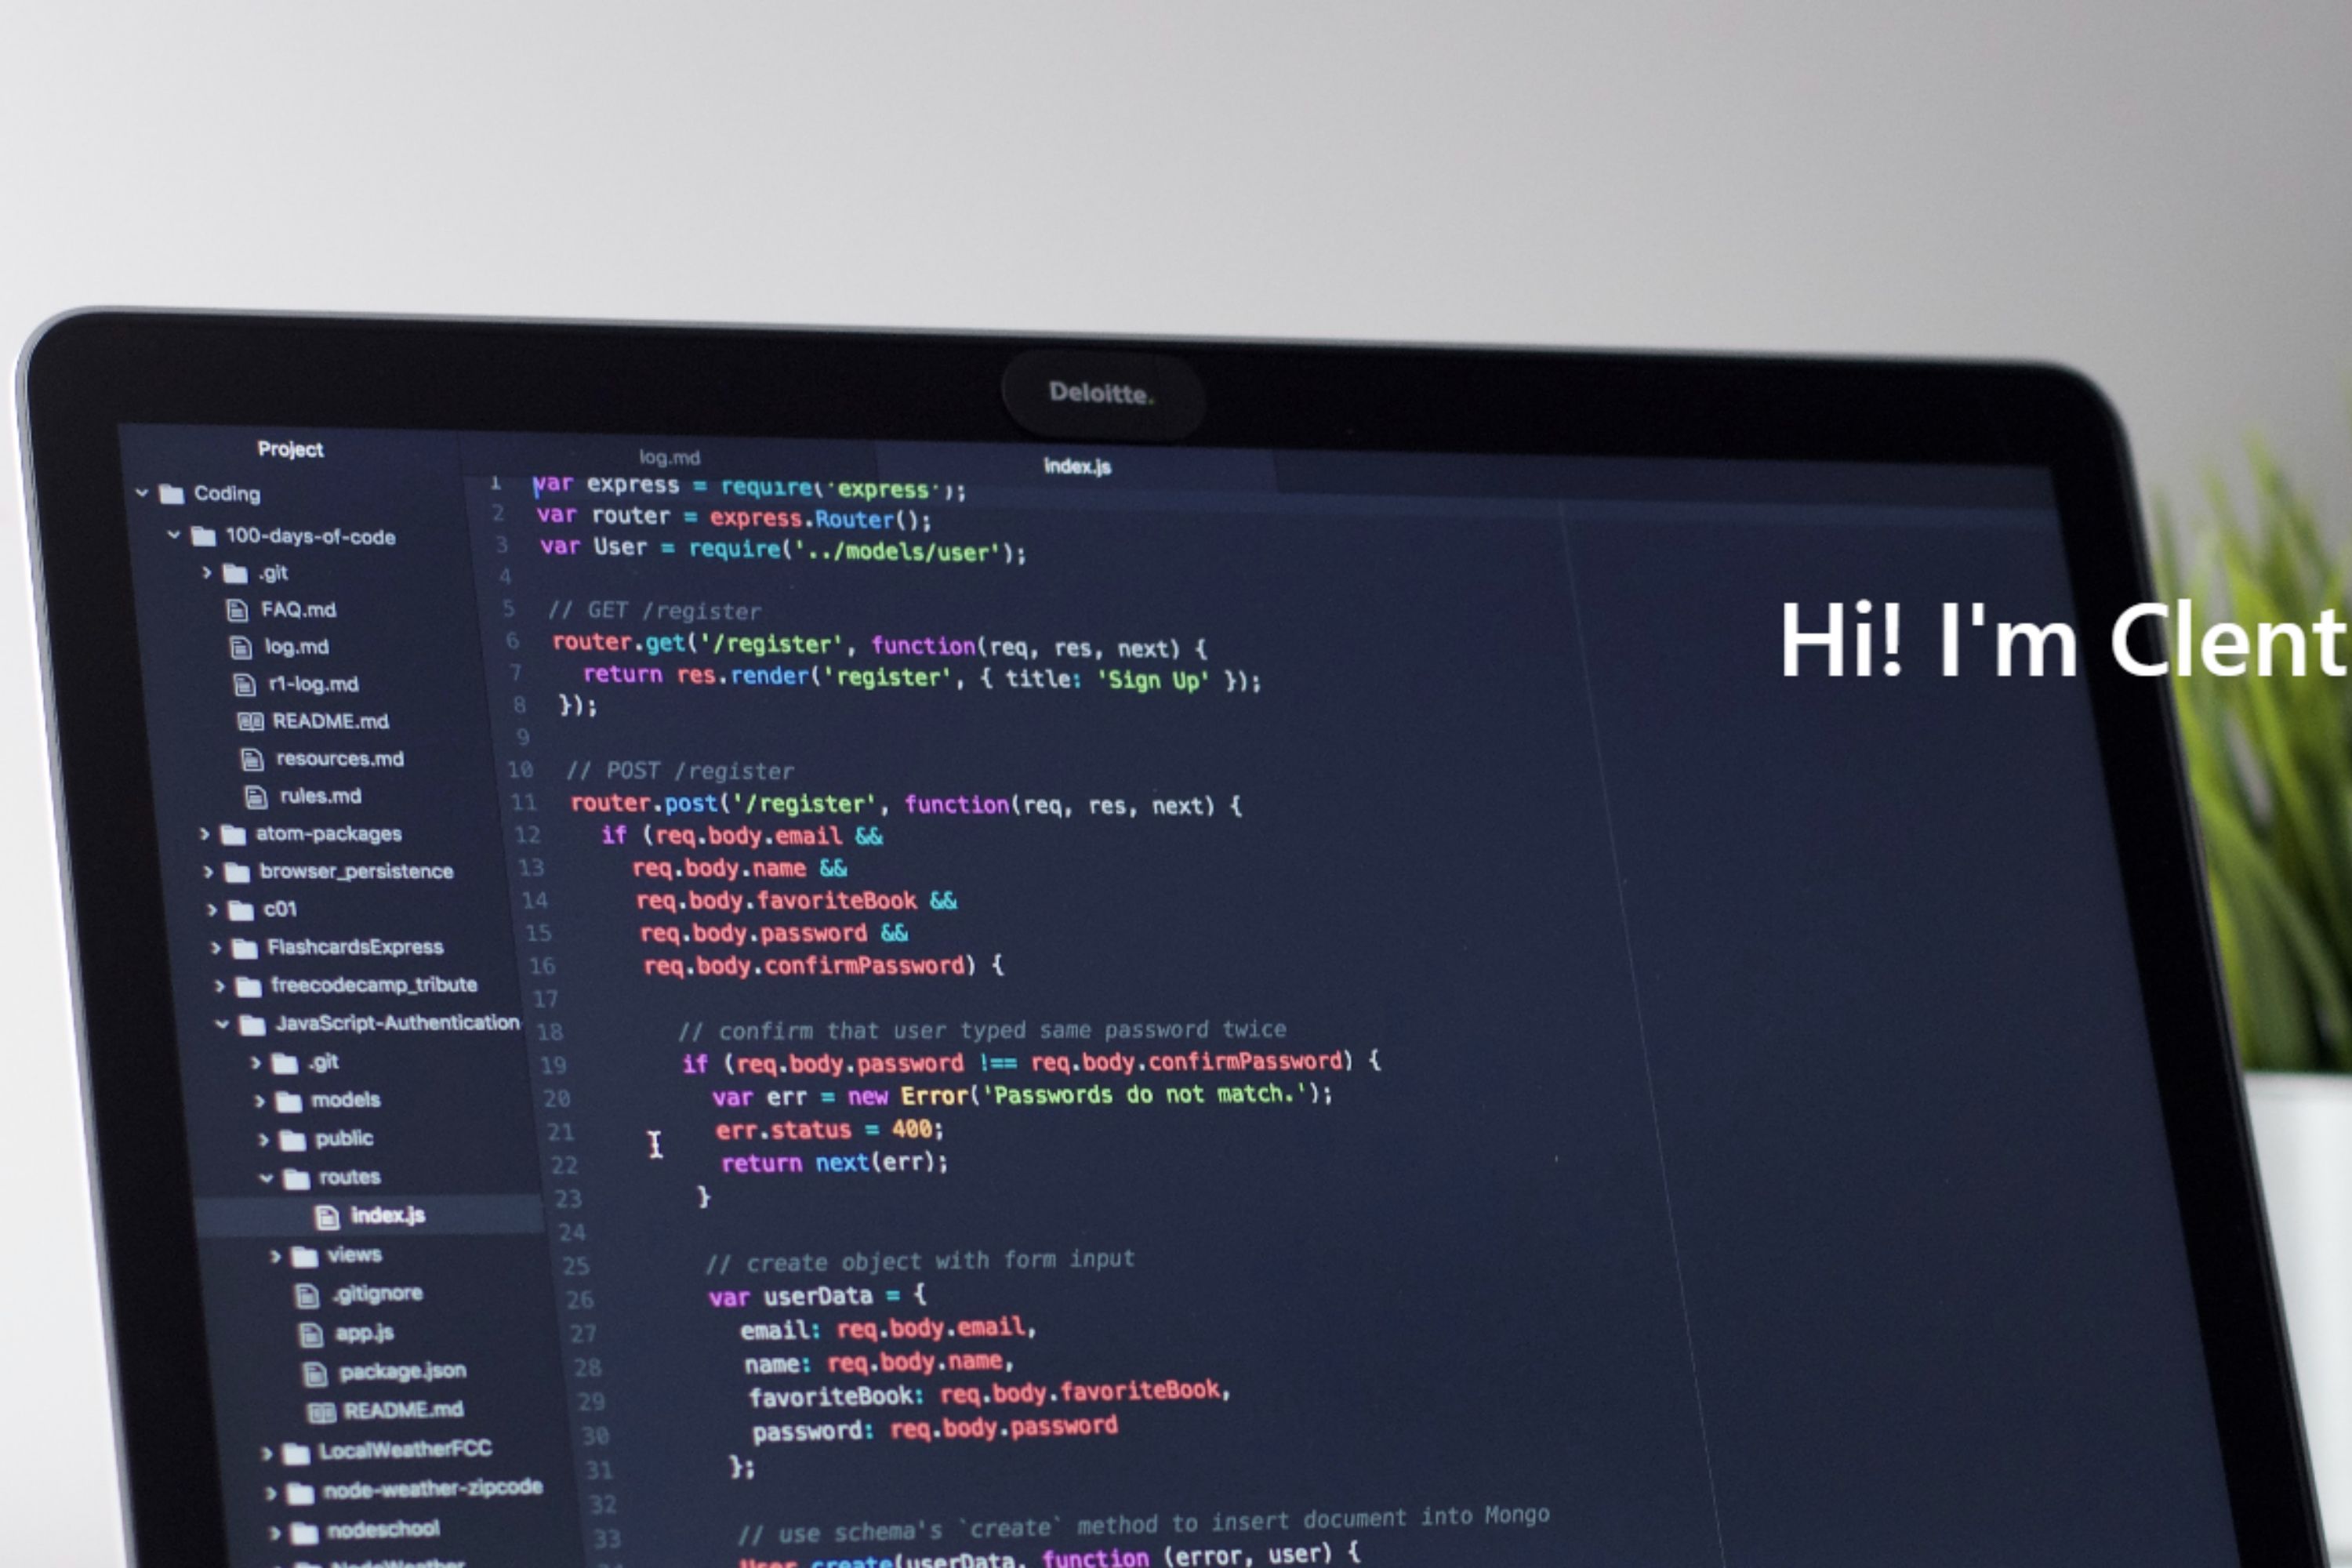 Deloitte.
Project
log.md
index.js
Coding
100-days-of-code
.git
FAQ.md
log.md
r1-log.md
README.md
resources.md
rules.md
atom-packages
browser_persistence
c01
FlashcardsExpress
freecodecamp_tribute
JavaScript-Authentication
.git
models
public
routes
index.js
views
.gitignore
app.js
package.json
README.md
LocalWeatherFCC
node-weather-zipcode
nodeschool
NodeWeather
1 var express = require('express');
2 var router = express.Router();
3 var User = require('../models/user');
4
5 // GET /register
6 router.get('/register', function(req, res, next) {
7 return res.render('register', { title: 'Sign Up' });
8 });
9
10 // POST /register
11 router.post('/register', function(req, res, next) {
12 if (req.body.email &&
13 req.body.name &&
14 req.body.favoriteBook &&
15 req.body.password &&
16 req.body.confirmPassword) {
17
18 // confirm that user typed same password twice
19 if (req.body.password !== req.body.confirmPassword) {
20 var err = new Error('Passwords do not match.');
21 err.status = 400;
22 return next(err);
23 }
24
25 // create object with form input
26 var userData = {
27 email: req.body.email,
28 name: req.body.name,
29 favoriteBook: req.body.favoriteBook,
30 password: req.body.password
31 };
32
33 // use schema's `create` method to insert document into Mongo
34 User.create(userData, function (error, user) {
Hi! I'm Clent